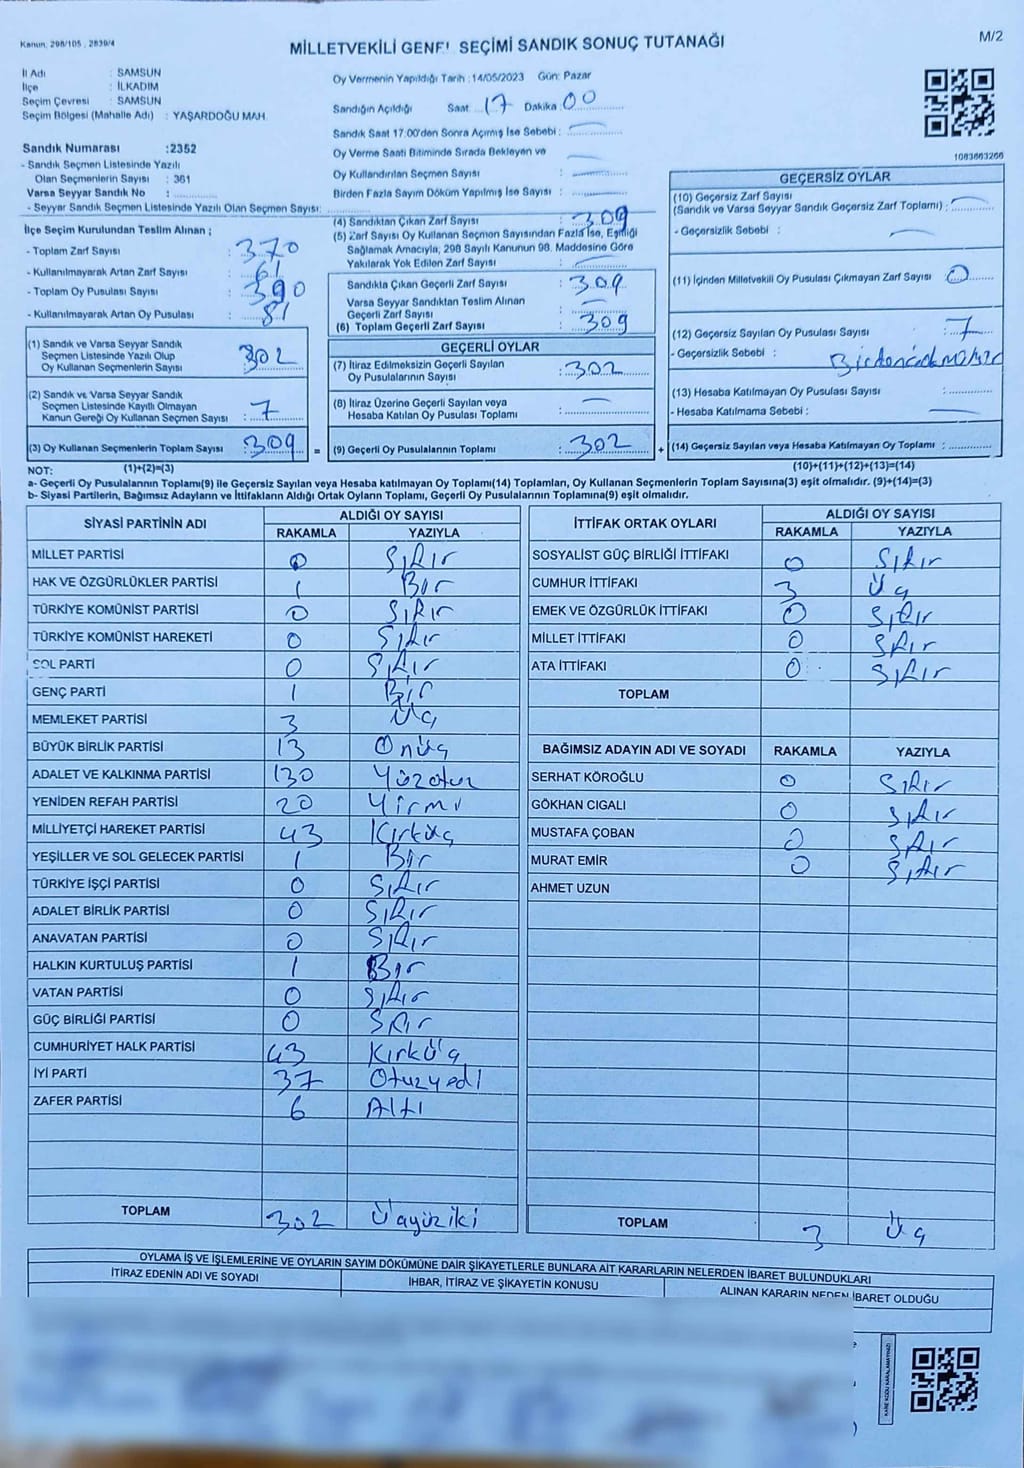 Kanun: 298/105 , 2839/4
MİLLETVEKİLİ GENEL SEÇİMİ SANDIK SONUÇ TUTANAĞI
M/2
İl Adı : SAMSUN
İlçe : İLKADIM
Seçim Çevresi : SAMSUN
Seçim Bölgesi (Mahalle Adı) : YAŞARDOĞU MAH.
Oy Vermenin Yapıldığı Tarih :14/05/2023 Gün: Pazar
Sandığın Açıldığı Saat 17 Dakika 00
Sandık Saat 17:00'den Sonra Açımış İse Sebebi :
Oy Verme Saati Bitiminde Sırada Bekleyen ve
Oy Kullandırılan Seçmen Sayısı :
Birden Fazla Sayım Döküm Yapılmış İse Sayısı :
1083663266
Sandık Numarası :2352
- Sandık Seçmen Listesinde Yazılı
Olan Seçmenlerin Sayısı : 361
Varsa Seyyar Sandık No :
- Seyyar Sandık Seçmen Listesinde Yazılı Olan Seçmen Sayısı:
İlçe Seçim Kurulundan Teslim Alınan ;
- Toplam Zarf Sayısı : 370
- Kullanılmayarak Artan Zarf Sayısı : 61
- Toplam Oy Pusulası Sayısı : 390
- Kullanılmayarak Artan Oy Pusulası : 81
(1) Sandık ve Varsa Seyyar Sandık
Seçmen Listesinde Yazılı Olup
Oy Kullanan Seçmenlerin Sayısı : 302
(2) Sandık ve Varsa Seyyar Sandık
Seçmen Listesinde Kayıtlı Olmayan
Kanun Gereği Oy Kullanan Seçmen Sayısı : 7
(3) Oy Kullanan Seçmenlerin Toplam Sayısı : 309
(4) Sandıktan Çıkan Zarf Sayısı : 309
(5) Zarf Sayısı Oy Kullanan Seçmen Sayısından Fazla İse, Eşitliği
Sağlamak Amacıyla, 298 Sayılı Kanunun 98. Maddesine Göre
Yakılarak Yok Edilen Zarf Sayısı :
Sandıkta Çıkan Geçerli Zarf Sayısı : 309
Varsa Seyyar Sandıktan Teslim Alınan
Geçerli Zarf Sayısı :
(6) Toplam Geçerli Zarf Sayısı : 309
GEÇERLİ OYLAR
(7) İtiraz Edilmeksizin Geçerli Sayılan
Oy Pusulalarının Sayısı : 302
(8) İtiraz Üzerine Geçerli Sayılan veya
Hesaba Katılan Oy Pusulası Toplamı :
= (9) Geçerli Oy Pusulalarının Toplamı : 302
GEÇERSİZ OYLAR
(10) Geçersiz Zarf Sayısı
(Sandık ve Varsa Seyyar Sandık Geçersiz Zarf Toplamı) :
- Geçersizlik Sebebi :
(11) İçinden Milletvekili Oy Pusulası Çıkmayan Zarf Sayısı : 0
(12) Geçersiz Sayılan Oy Pusulası Sayısı : 7
- Geçersizlik Sebebi :
(13) Hesaba Katılmayan Oy Pusulası Sayısı :
- Hesaba Katılmama Sebebi :
+ (14) Geçersiz Sayılan veya Hesaba Katılmayan Oy Toplamı :
NOT: (1)+(2)=(3) (10)+(11)+(12)+(13)=(14)
a- Geçerli Oy Pusulalarının Toplamı(9) ile Geçersiz Sayılan veya Hesaba katılmayan Oy Toplamı(14) Toplamları, Oy Kullanan Seçmenlerin Toplam Sayısına(3) eşit olmalıdır. (9)+(14)=(3)
b- Siyasi Partilerin, Bağımsız Adayların ve İttifakların Aldığı Ortak Oyların Toplamı, Geçerli Oy Pusulalarının Toplamına(9) eşit olmalıdır.
SİYASİ PARTİNİN ADI ALDIĞI OY SAYISI
RAKAMLA YAZIYLA
MİLLET PARTİSİ 0 Sıfır
HAK VE ÖZGÜRLÜKLER PARTİSİ 1 Bir
TÜRKİYE KOMÜNİST PARTİSİ 0 Sıfır
TÜRKİYE KOMÜNİST HAREKETİ 0 Sıfır
SOL PARTİ 0 Sıfır
GENÇ PARTİ 1 Bir
MEMLEKET PARTİSİ 3 Üç
BÜYÜK BİRLİK PARTİSİ 13 Onüç
ADALET VE KALKINMA PARTİSİ 130 Yüzotuz
YENİDEN REFAH PARTİSİ 20 Yirmi
MİLLİYETÇİ HAREKET PARTİSİ 43 Kırküç
YEŞİLLER VE SOL GELECEK PARTİSİ 1 Bir
TÜRKİYE İŞÇİ PARTİSİ 0 Sıfır
ADALET BİRLİK PARTİSİ 0 Sıfır
ANAVATAN PARTİSİ 0 Sıfır
HALKIN KURTULUŞ PARTİSİ 1 Bir
VATAN PARTİSİ 0 Sıfır
GÜÇ BİRLİĞİ PARTİSİ 0 Sıfır
CUMHURİYET HALK PARTİSİ 43 Kırküç
İYİ PARTİ 37 Otuzyedi
ZAFER PARTİSİ 6 Altı
TOPLAM 302 Üçyüziki
İTTİFAK ORTAK OYLARI ALDIĞI OY SAYISI
RAKAMLA YAZIYLA
SOSYALİST GÜÇ BİRLİĞİ İTTİFAKI 0 Sıfır
CUMHUR İTTİFAKI 3 Üç
EMEK VE ÖZGÜRLÜK İTTİFAKI 0 Sıfır
MİLLET İTTİFAKI 0 Sıfır
ATA İTTİFAKI 0 Sıfır
TOPLAM
BAĞIMSIZ ADAYIN ADI VE SOYADI RAKAMLA YAZIYLA
SERHAT KÖROĞLU 0 Sıfır
GÖKHAN CIGALI 0 Sıfır
MUSTAFA ÇOBAN 0 Sıfır
MURAT EMİR 0 Sıfır
AHMET UZUN
TOPLAM 3 Üç
OYLAMA İŞ VE İŞLEMLERİNE VE OYLARIN SAYIM DÖKÜMÜNE DAİR ŞİKAYETLERLE BUNLARA AİT KARARLARIN NELERDEN İBARET BULUNDUKLARI
İTİRAZ EDENİN ADI VE SOYADI İHBAR, İTİRAZ VE ŞİKAYETİN KONUSU ALINAN KARARIN NEDEN İBARET OLDUĞU
KARE KODU KARALAMAYINIZ!